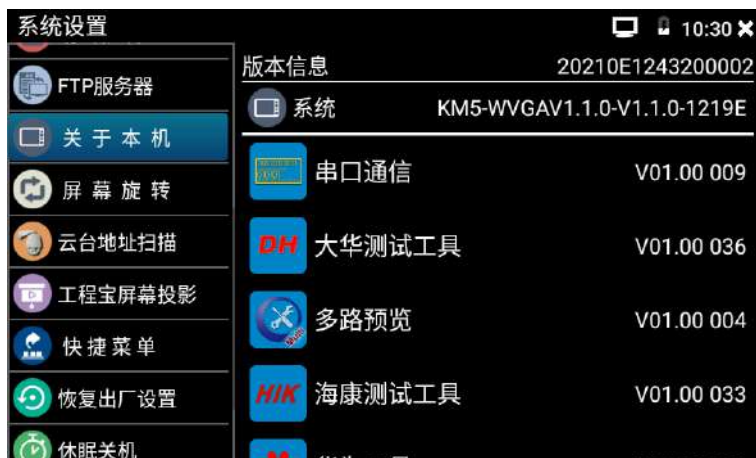 系统设置
10:30
FTP服务器
关于本机
屏幕旋转
云台地址扫描
工程宝屏幕投影
快捷菜单
恢复出厂设置
休眠关机
版本信息 20210E1243200002
系统 KM5-WVGAV1.1.0-V1.1.0-1219E
串口通信 V01.00 009
DH 大华测试工具 V01.00 036
Multi 多路预览 V01.00 004
HIK 海康测试工具 V01.00 033